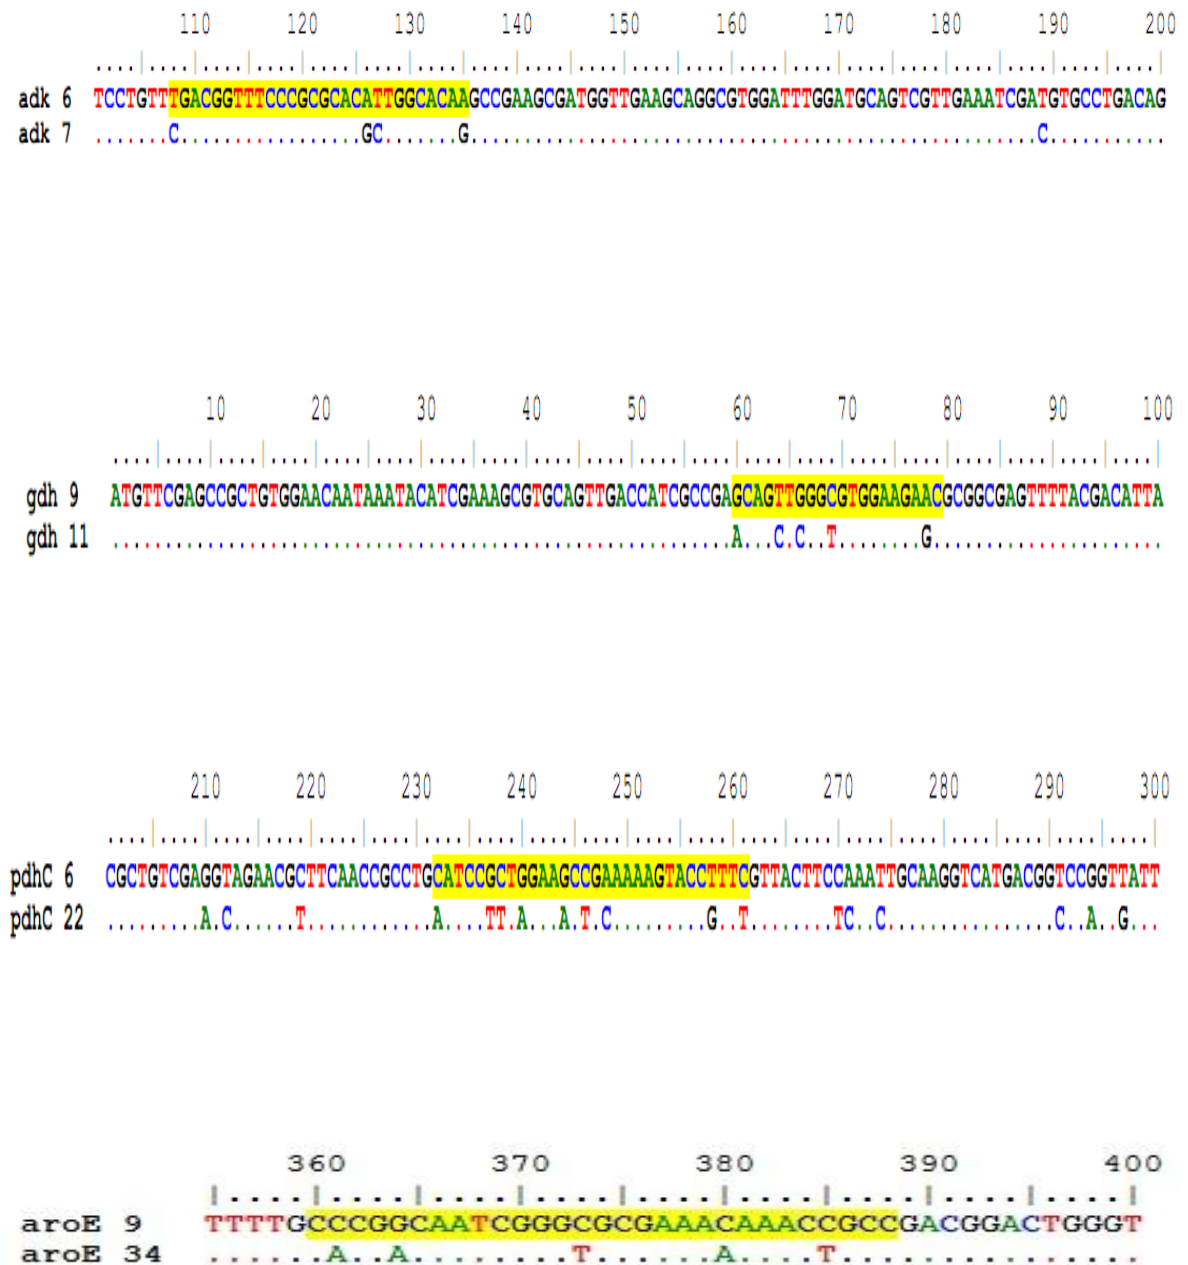 110 120 130 140 150 160 170 180 190 200
....|....|....|....|....|....|....|....|....|....|....|....|....|....|....|....|....|....|....|....|
adk 6 TCCTGTTTGACGGTTTCCCGCGCACATTGGCACAAGCCGAAGCGATGGTTGAAGCAGGCGTGGATTTGGATGCAGTCGTTGAAATCGATGTGCCTGACAG
adk 7 .......C.................GC.......G.....................................................C...........
10 20 30 40 50 60 70 80 90 100
....|....|....|....|....|....|....|....|....|....|....|....|....|....|....|....|....|....|....|....|
gdh 9 ATGTTCGAGCCGCTGTGGAACAATAAATACATCGAAAGCGTGCAGTTGACCATCGCCGAGCAGTTGGGCGTGGAAGAACGCGGCGAGTTTTACGACATTA
gdh 11 ...........................................................A...C.C..T........G......................
210 220 230 240 250 260 270 280 290 300
....|....|....|....|....|....|....|....|....|....|....|....|....|....|....|....|....|....|....|....|
pdhC 6 CGCTGTCGAGGTAGAACGCTTCAACCGCCTGCATCCGCTGGAAGCCGAAAAAGTACCTTTCGTTACTTCCAAATTGCAAGGTCATGACGGTCCGGTTATT
pdhC 22 .........A.C......T............A....TT.A...A.T.C.........G..T........TC..C................C..A..G...
360 370 380 390 400
|....|....|....|....|....|....|....|....|....|
aroE 9 TTTTGCCCGGCAATCGGGCGCGAAACAAACCGCCGACGGACTGGGT
aroE 34 ......A..A........T......A....T...............